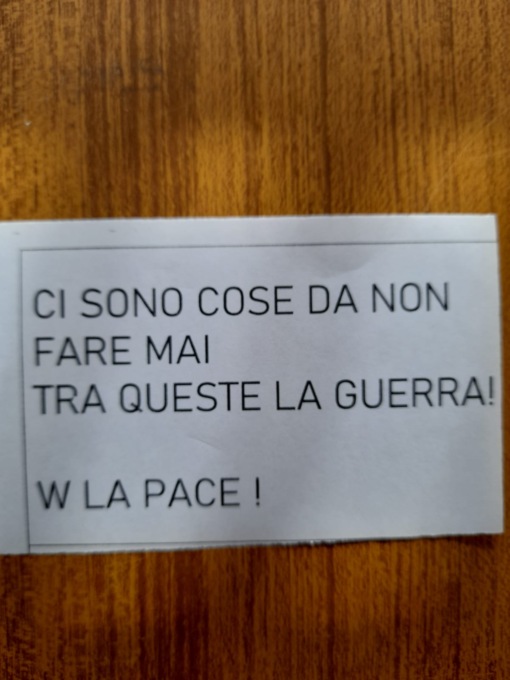 CI SONO COSE DA NON
FARE MAI
TRA QUESTE LA GUERRA!
W LA PACE !